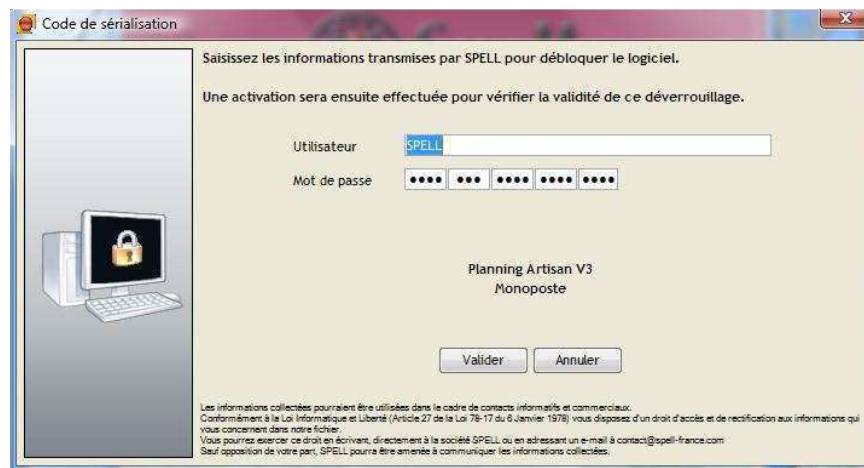 Code de sérialisation
Saisissez les informations transmises par SPELL pour débloquer le logiciel.
Une activation sera ensuite effectuée pour vérifier la validité de ce déverrouillage.
Utilisateur SPELL
Mot de passe •••• ••• •••• •••• ••••
Planning Artisan V3
Monoposte
Valider Annuler
Les informations collectées pourraient être utilisées dans le cadre de contacts informatifs et commerciaux.
Conformément à la Loi Informatique et Liberté (Article 27 de la Loi 78-17 du 6 Janvier 1978) vous disposez d'un droit d'accès et de rectification aux informations qui
vous concernent dans notre fichier.
Vous pourrez exercer ce droit en écrivant, directement à la société SPELL ou en adressant un e-mail à contact@spell-france.com
Sauf opposition de votre part, SPELL pourra être amenée à communiquer les informations collectées.